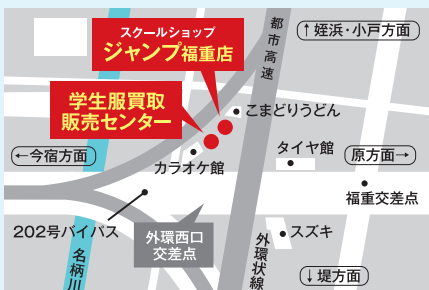 スクールショップ
ジャンプ福重店
都市高速
↑姪浜・小戸方面
学生服買取
販売センター
こまどりうどん
←今宿方面
カラオケ館
タイヤ館
原方面→
福重交差点
202号バイパス
外環西口
交差点
スズキ
名柄川
外環状線
↓堤方面